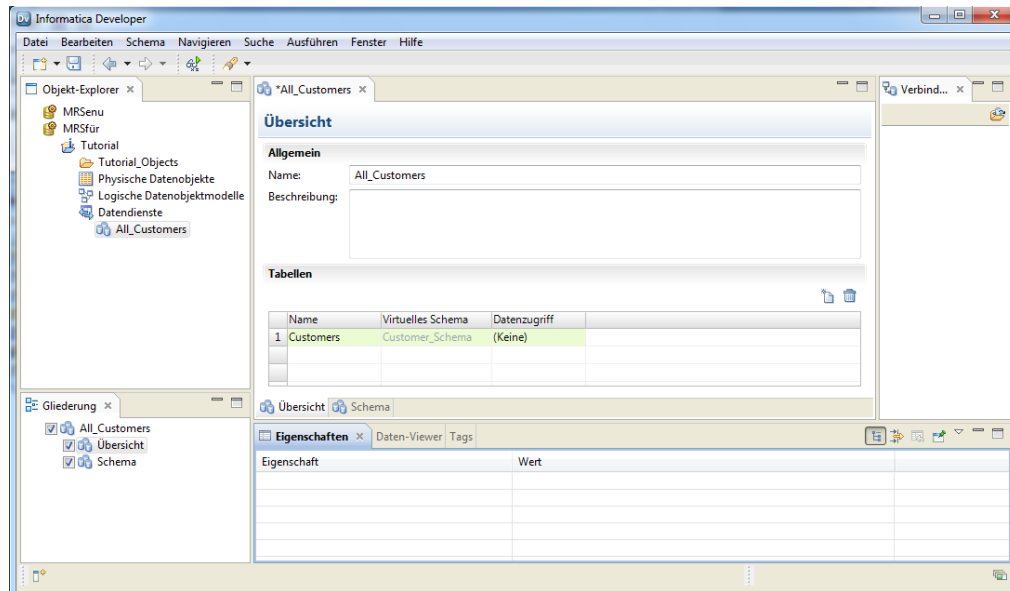 Informatica Developer
Datei Bearbeiten Schema Navigieren Suche Ausführen Fenster Hilfe
Objekt-Explorer
MRSenu
MRSfür
Tutorial
Tutorial_Objects
Physische Datenobjekte
Logische Datenobjektmodelle
Datendienste
All_Customers
*All_Customers
Übersicht
Allgemein
Name: All_Customers
Beschreibung:
Tabellen
Name Virtuelles Schema Datenzugriff
1 Customers Customer_Schema (Keine)
Übersicht Schema
Verbind...
Gliederung
All_Customers
Übersicht
Schema
Eigenschaften Daten-Viewer Tags
Eigenschaft Wert